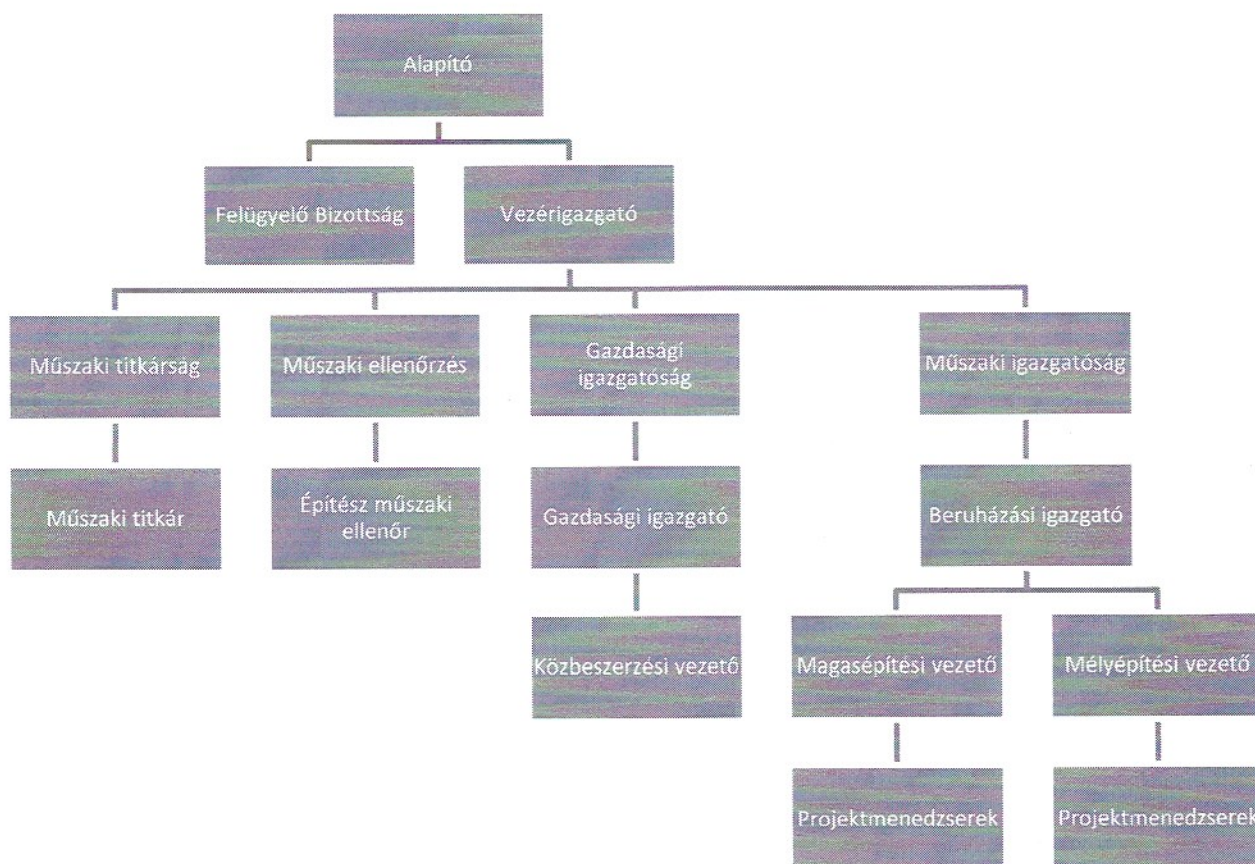 Alapító
Felügyelő Bizottság
Vezérigazgató
Műszaki titkárság
Műszaki ellenőrzés
Gazdasági
igazgatóság
Műszaki igazgatóság
Műszaki titkár
Építész műszaki
ellenőr
Gazdasági igazgató
Beruházási igazgató
Közbeszerzési vezető
Magasépítési vezető
Mélyépítési vezető
Projektmenedzserek
Projektmenedzserek